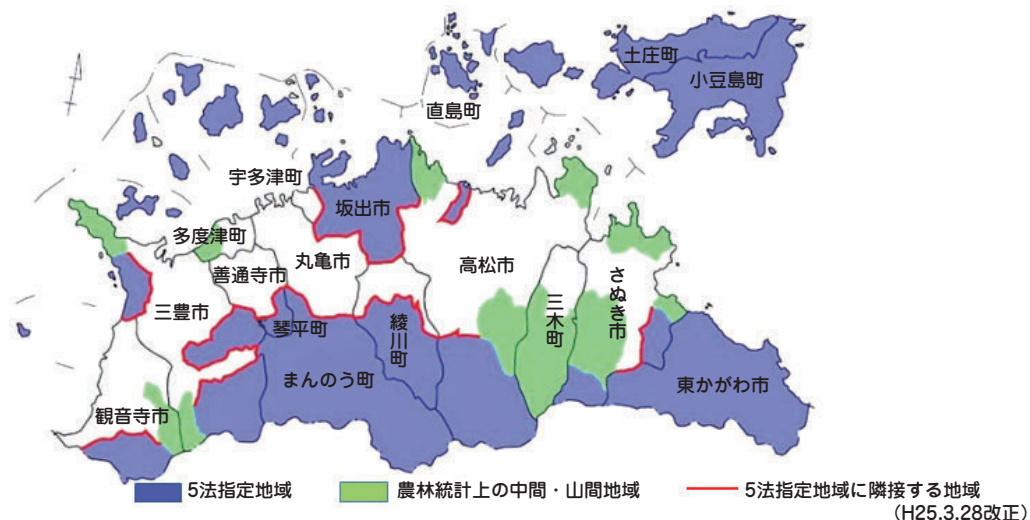 土庄町
小豆島町
直島町
宇多津町
坂出市
多度津町
丸亀市
善通寺市
高松市
さぬき市
三豊市
三木町
琴平町
綾川町
まんのう町
東かがわ市
観音寺市
5法指定地域
農林統計上の中間・山間地域
5法指定地域に隣接する地域
(H25.3.28改正)